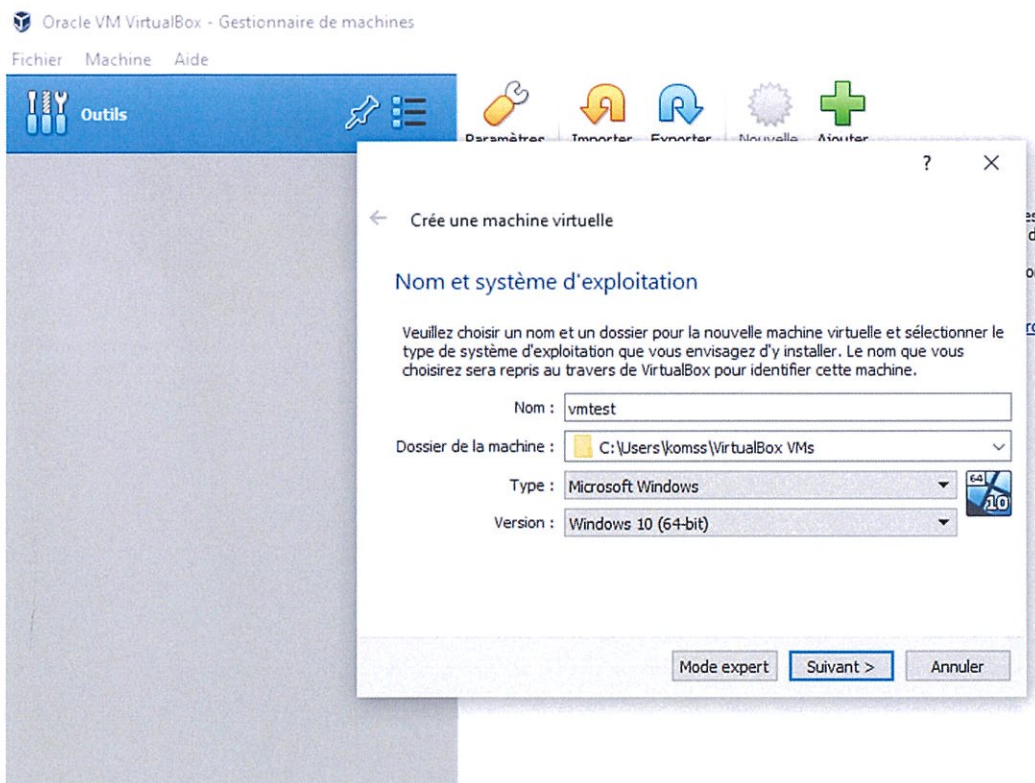 Oracle VM VirtualBox - Gestionnaire de machines
Fichier Machine Aide
Outils
Paramètres Importer Exporter Nouvelle Ajouter
?
Crée une machine virtuelle
Nom et système d'exploitation
Veuillez choisir un nom et un dossier pour la nouvelle machine virtuelle et sélectionner le
type de système d'exploitation que vous envisagez d'y installer. Le nom que vous
choisirez sera repris au travers de VirtualBox pour identifier cette machine.
Nom : vmtest
Dossier de la machine : C:\Users\komss\VirtualBox VMs
Type : Microsoft Windows
64
10
Version : Windows 10 (64-bit)
Mode expert Suivant > Annuler